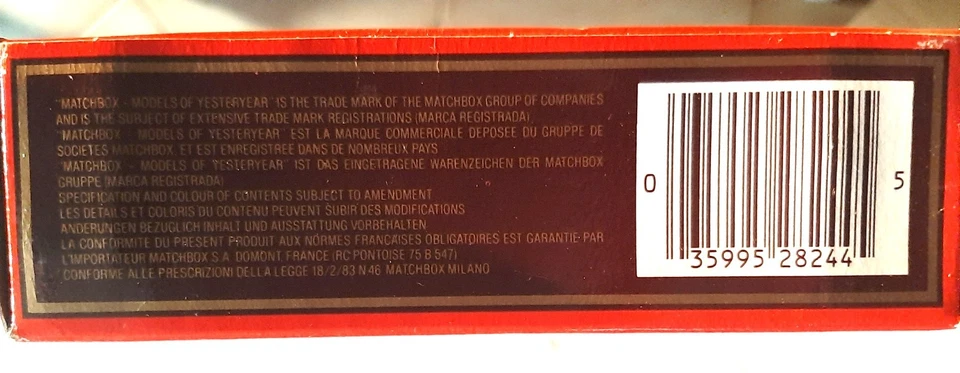 "MATCHBOX - MODELS OF YESTERYEAR" IS THE TRADE MARK OF THE MATCHBOX GROUP OF COMPANIES
AND IS THE SUBJECT OF EXTENSIVE TRADE MARK REGISTRATIONS (MARCA REGISTRADA)
"MATCHBOX - MODELS OF YESTERYEAR" EST LA MARQUE COMMERCIALE DEPOSEE DU GRUPPE DE
SOCIETES MATCHBOX, ET EST ENREGISTREE DANS DE NOMBREUX PAYS
"MATCHBOX - MODELS OF YESTERYEAR" IST DAS EINGETRAGENE WARENZEICHEN DER MATCHBOX
GRUPPE (MARCA REGISTRADA)
SPECIFICATION AND COLOUR OF CONTENTS SUBJECT TO AMENDMENT
LES DETAILS ET COLORIS DU CONTENU PEUVENT SUBIR DES MODIFICATIONS
ANDERUNGEN BEZUGLICH INHALT UND AUSSTATTUNG VORBEHALTEN
LA CONFORMITE DU PRESENT PRODUIT AUX NORMES FRANCAISES OBLIGATOIRES EST GARANTIE PAR
L'IMPORTATEUR MATCHBOX S.A. DOMONT FRANCE (RC PONTOISE 75 B 547)
CONFORME ALLE PRESCRIZIONI DELLA LEGGE 18/2/83 N 46 MATCHBOX MILANO
0 35995 28244 5